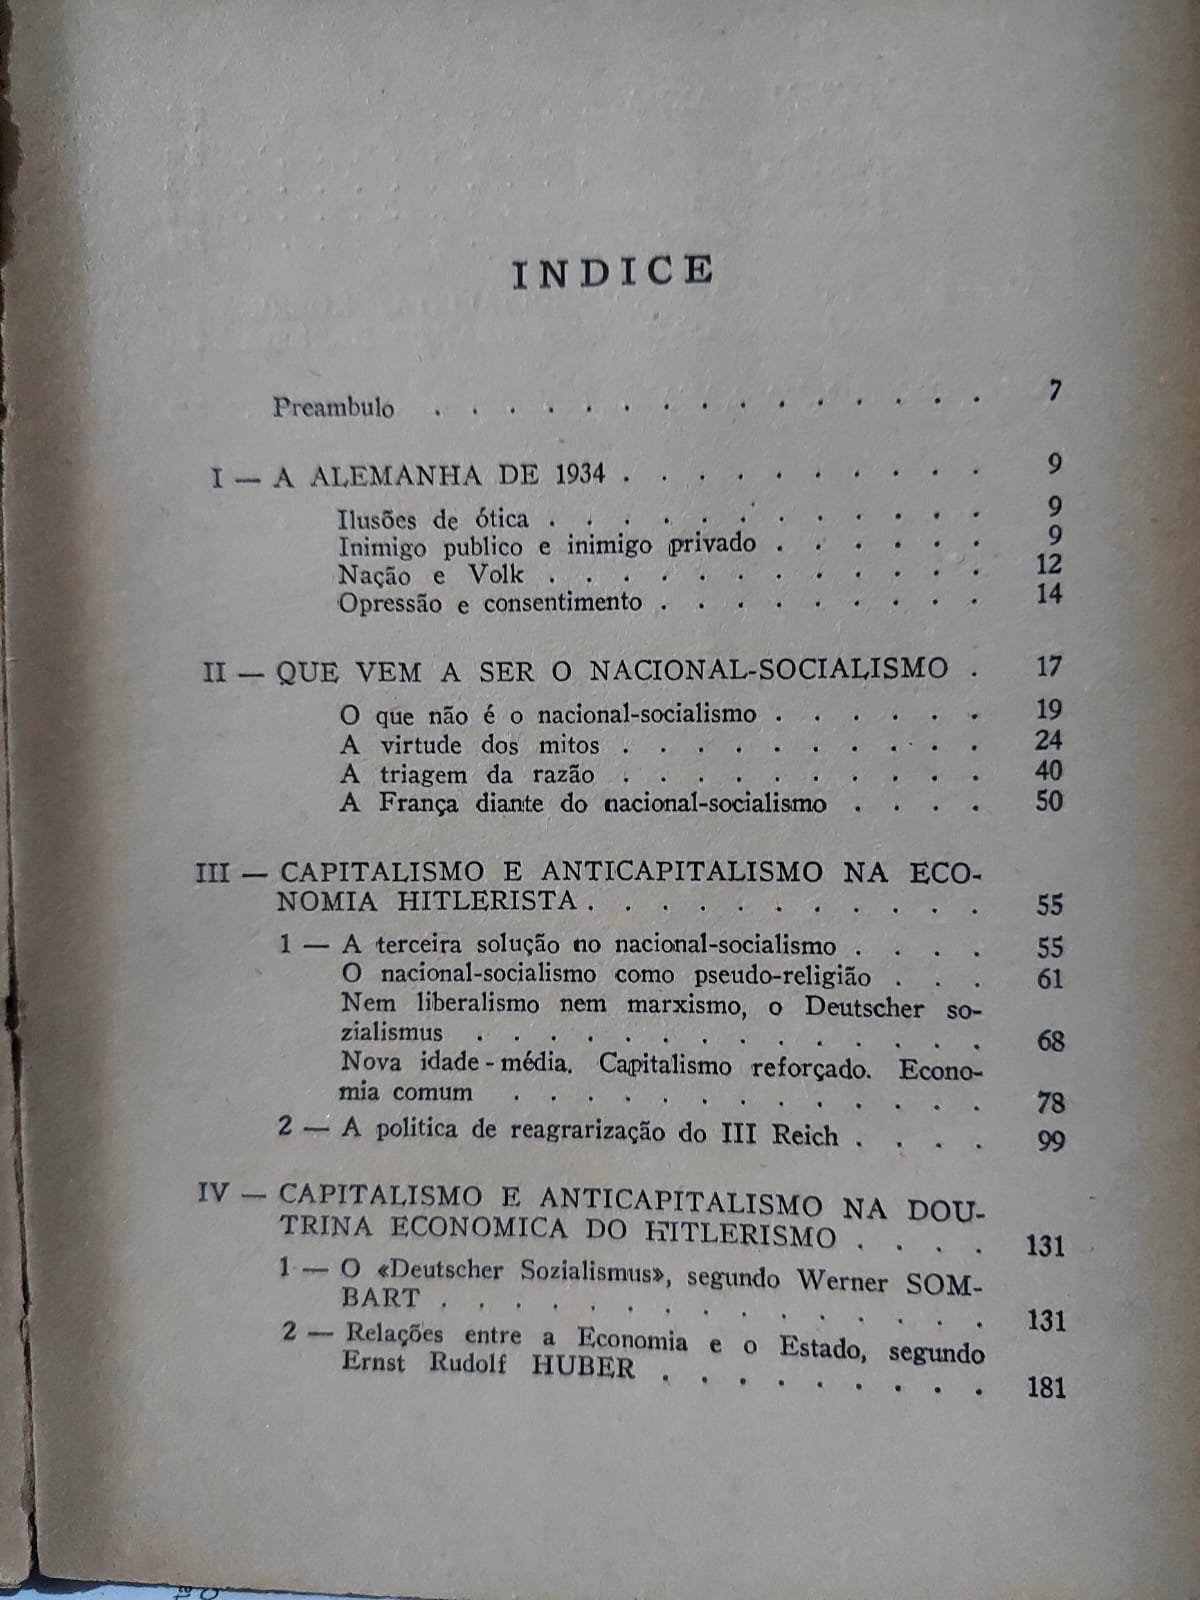 INDICE
Preambulo . . . . . . . . . . . . . . . 7
I — A ALEMANHA DE 1934 . . . . . . . . . . 9
Ilusões de ótica . . . . . . . . . . . . 9
Inimigo publico e inimigo privado . . . . . . 9
Nação e Volk . . . . . . . . . . . . 12
Opressão e consentimento . . . . . . . . . 14
II — QUE VEM A SER O NACIONAL-SOCIALISMO . 17
O que não é o nacional-socialismo . . . . . . 19
A virtude dos mitos . . . . . . . . . . 24
A triagem da razão . . . . . . . . . . 40
A França diante do nacional-socialismo . . . . 50
III — CAPITALISMO E ANTICAPITALISMO NA ECO-
NOMIA HITLERISTA . . . . . . . . . . . 55
1 — A terceira solução no nacional-socialismo . . . . 55
O nacional-socialismo como pseudo-religião . . . 61
Nem liberalismo nem marxismo, o Deutscher so-
zialismus . . . . . . . . . . . . . . 68
Nova idade-média. Capitalismo reforçado. Econo-
mia comum . . . . . . . . . . . . . 78
2 — A politica de reagrarização do III Reich . . . . 99
IV — CAPITALISMO E ANTICAPITALISMO NA DOU-
TRINA ECONOMICA DO HITLERISMO . . . . 131
1 — O «Deutscher Sozialismus», segundo Werner SOM-
BART . . . . . . . . . . . . . . . 131
2 — Relações entre a Economia e o Estado, segundo
Ernst Rudolf HUBER . . . . . . . . . 181